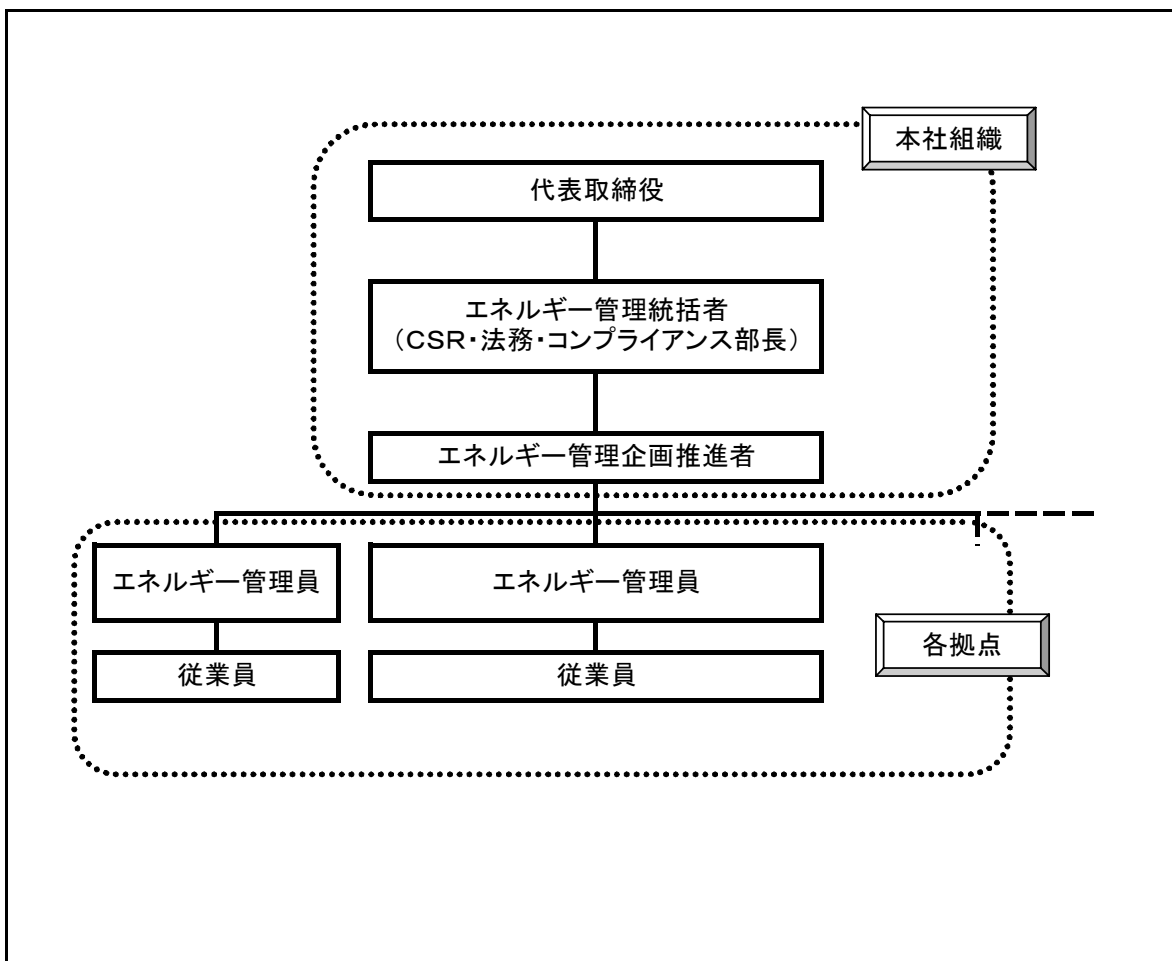 本社組織
代表取締役
エネルギー管理統括者
（ＣＳＲ・法務・コンプライアンス部長）
エネルギー管理企画推進者
エネルギー管理員
エネルギー管理員
各拠点
従業員
従業員